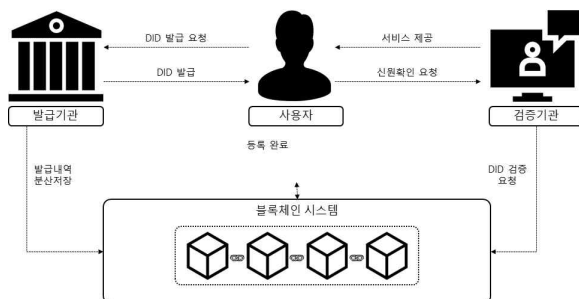 DID 발급 요청
서비스 제공
DID 발급
신원확인 요청
발급기관
사용자
검증기관
등록 완료
발급내역
분산저장
DID 검증
요청
블록체인 시스템